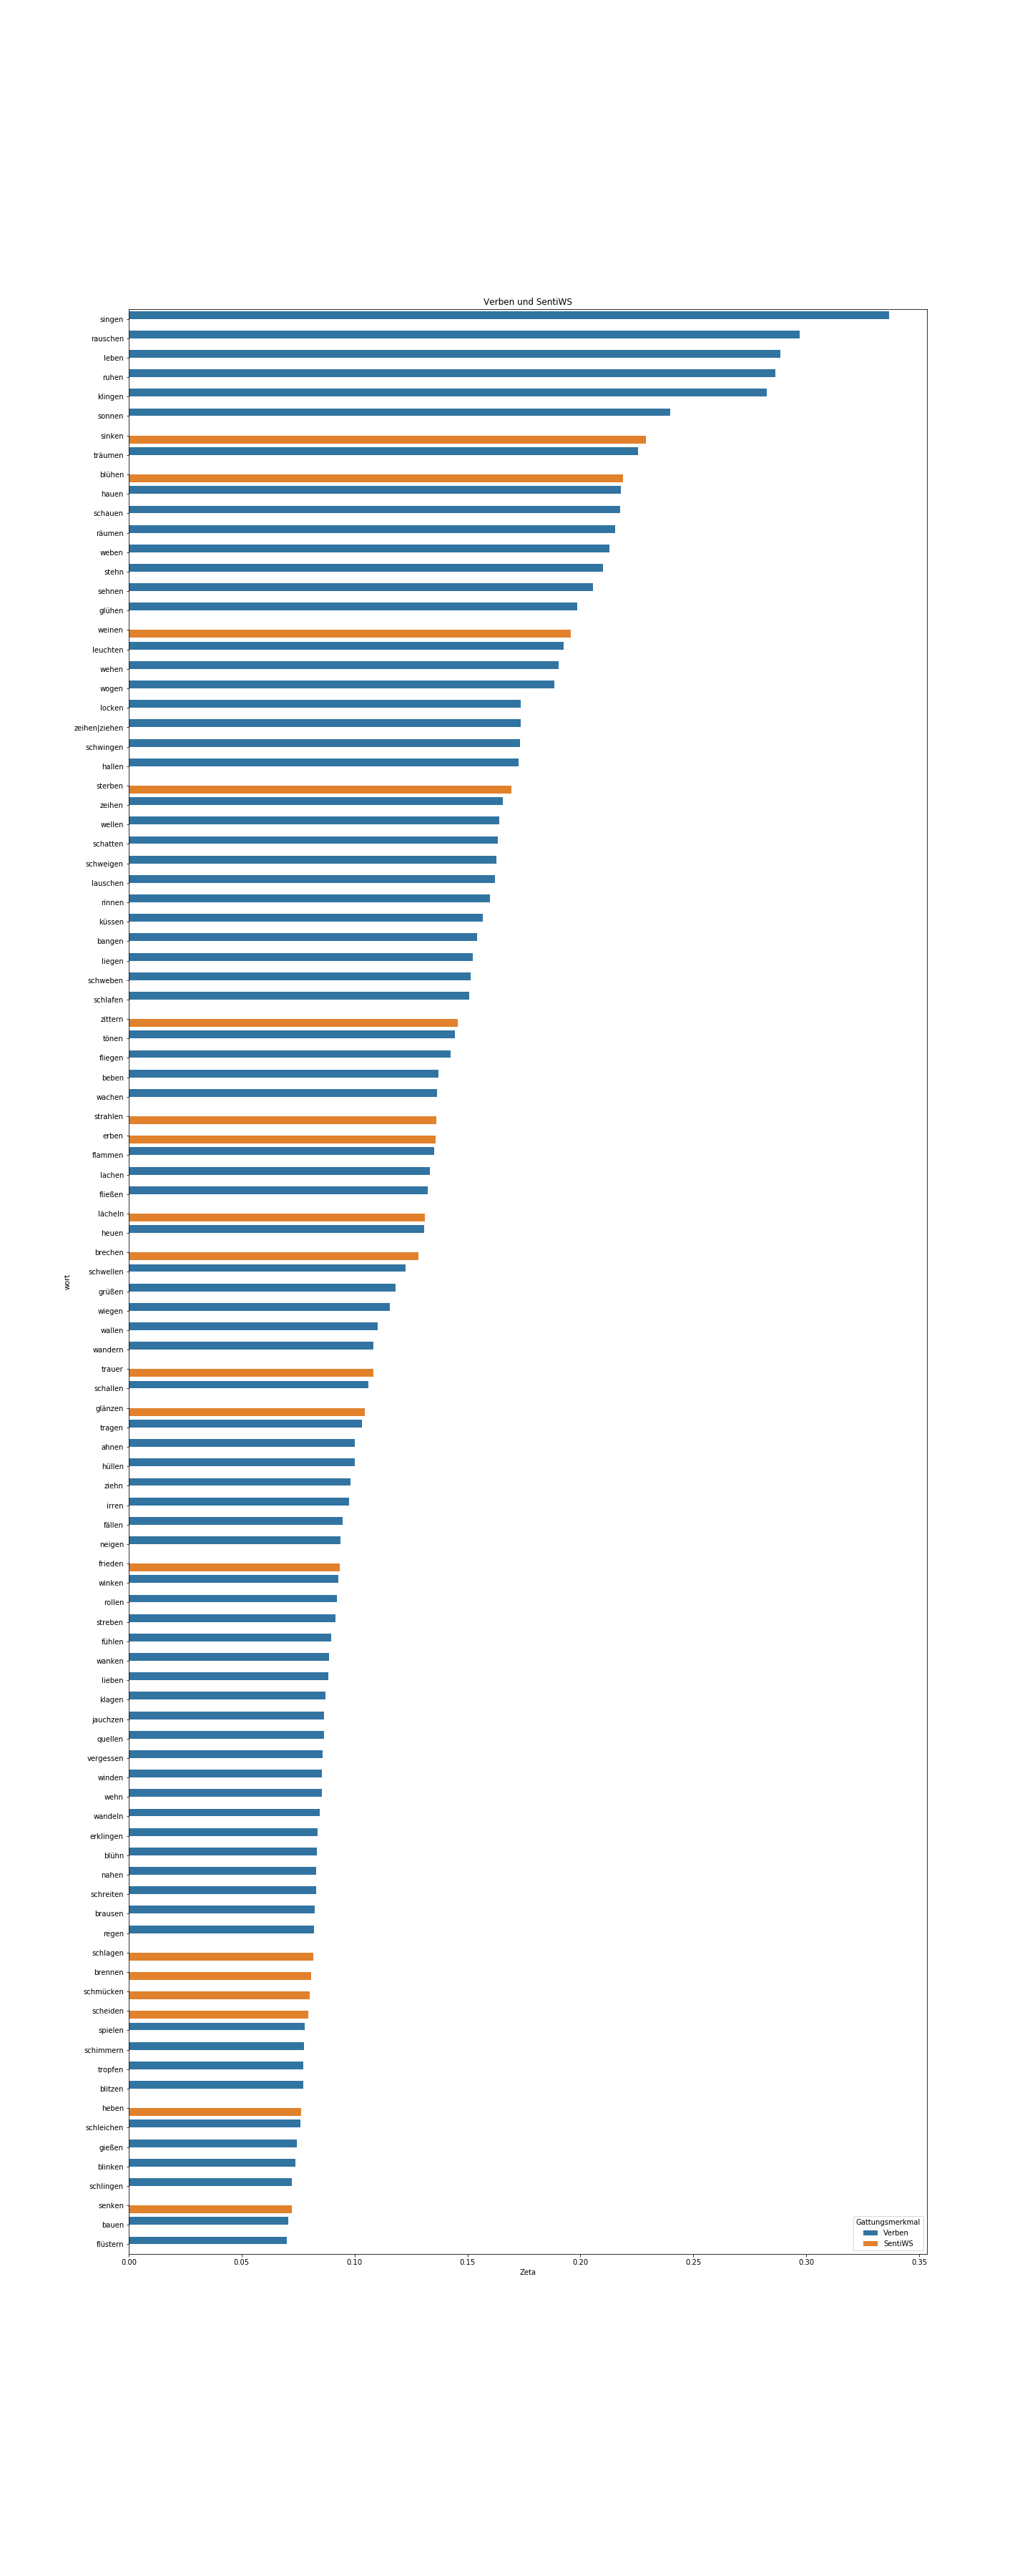 Verben und SentiWS
singen
rauschen
leben
ruhen
klingen
sonnen
sinken
träumen
blühen
hauen
schauen
räumen
weben
stehn
sehnen
glühen
weinen
leuchten
wehen
wogen
locken
zeihen|ziehen
schwingen
hallen
sterben
zeihen
wellen
schatten
schweigen
lauschen
rinnen
küssen
bangen
liegen
schweben
schlafen
zittern
tönen
fliegen
beben
wachen
strahlen
erben
flammen
lachen
fließen
lächeln
heuen
brechen
schwellen
grüßen
wiegen
wallen
wandern
trauer
schallen
glänzen
tragen
ahnen
hüllen
ziehn
irren
fällen
neigen
frieden
winken
rollen
streben
fühlen
wanken
lieben
klagen
jauchzen
quellen
vergessen
winden
wehn
wandeln
erklingen
blühn
nahen
schreiten
brausen
regen
schlagen
brennen
schmücken
scheiden
spielen
schimmern
tropfen
blitzen
heben
schleichen
gießen
blinken
schlingen
senken
bauen
flüstern
wort
Gattungsmerkmal
Verben
SentiWS
0.00 0.05 0.10 0.15 0.20 0.25 0.30 0.35
Zeta